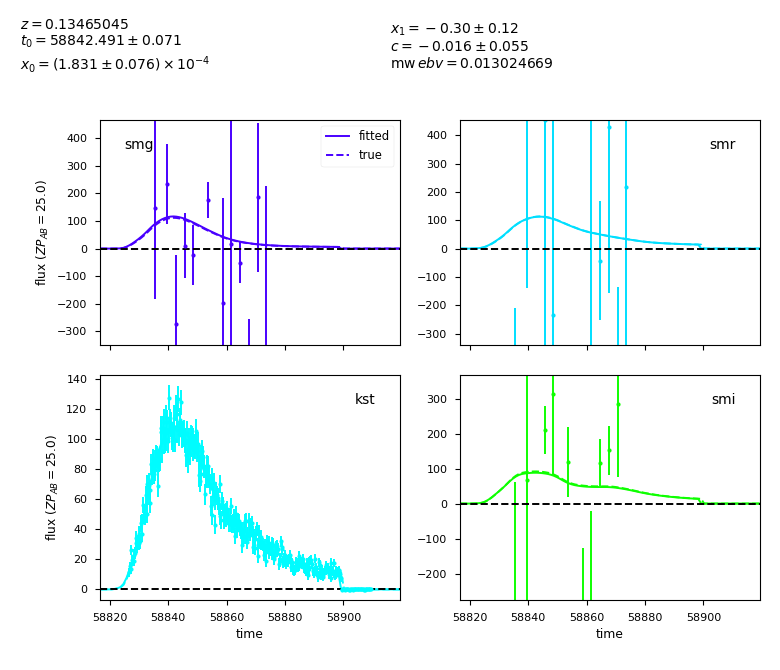 z = 0.13465045
t₀ = 58842.491 ± 0.071
x₀ = (1.831 ± 0.076) × 10⁻⁴
x₁ = −0.30 ± 0.12
c = −0.016 ± 0.055
mw ebv = 0.013024669
smg
fitted
true
400
300
200
100
0
−100
−200
−300
flux (ZP_AB = 25.0)
smr
400
300
200
100
0
−100
−200
−300
kst
140
120
100
80
60
40
20
0
flux (ZP_AB = 25.0)
58820 58840 58860 58880 58900
time
smi
300
200
100
0
−100
−200
58820 58840 58860 58880 58900
time